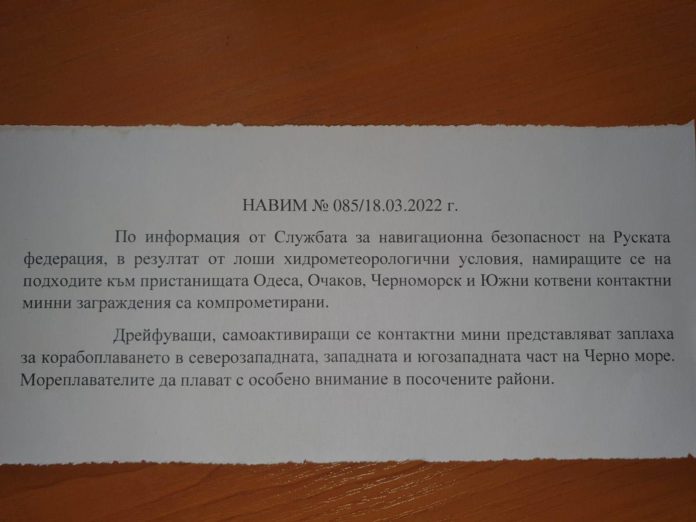 НАВИМ № 085/18.03.2022 г.
По информация от Службата за навигационна безопасност на Руската
федерация, в резултат от лоши хидрометеорологични условия, намиращите се на
подходите към пристанищата Одеса, Очаков, Черноморск и Южни котвени контактни
минни заграждения са компрометирани.
Дрейфуващи, самоактивиращи се контактни мини представляват заплаха
за корабоплаването в северозападната, западната и югозападната част на Черно море.
Мореплавателите да плават с особено внимание в посочените райони.